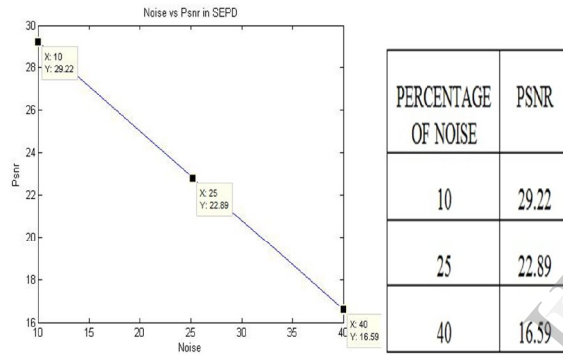 Noise vs Psnr in SEPD
30
28
26
24
22
20
18
16
10
15
20
25
30
35
40
Psnr
Noise
X: 10
Y: 29.22
X: 25
Y: 22.89
X: 40
Y: 16.59
PERCENTAGE OF NOISE PSNR
10 29.22
25 22.89
40 16.59